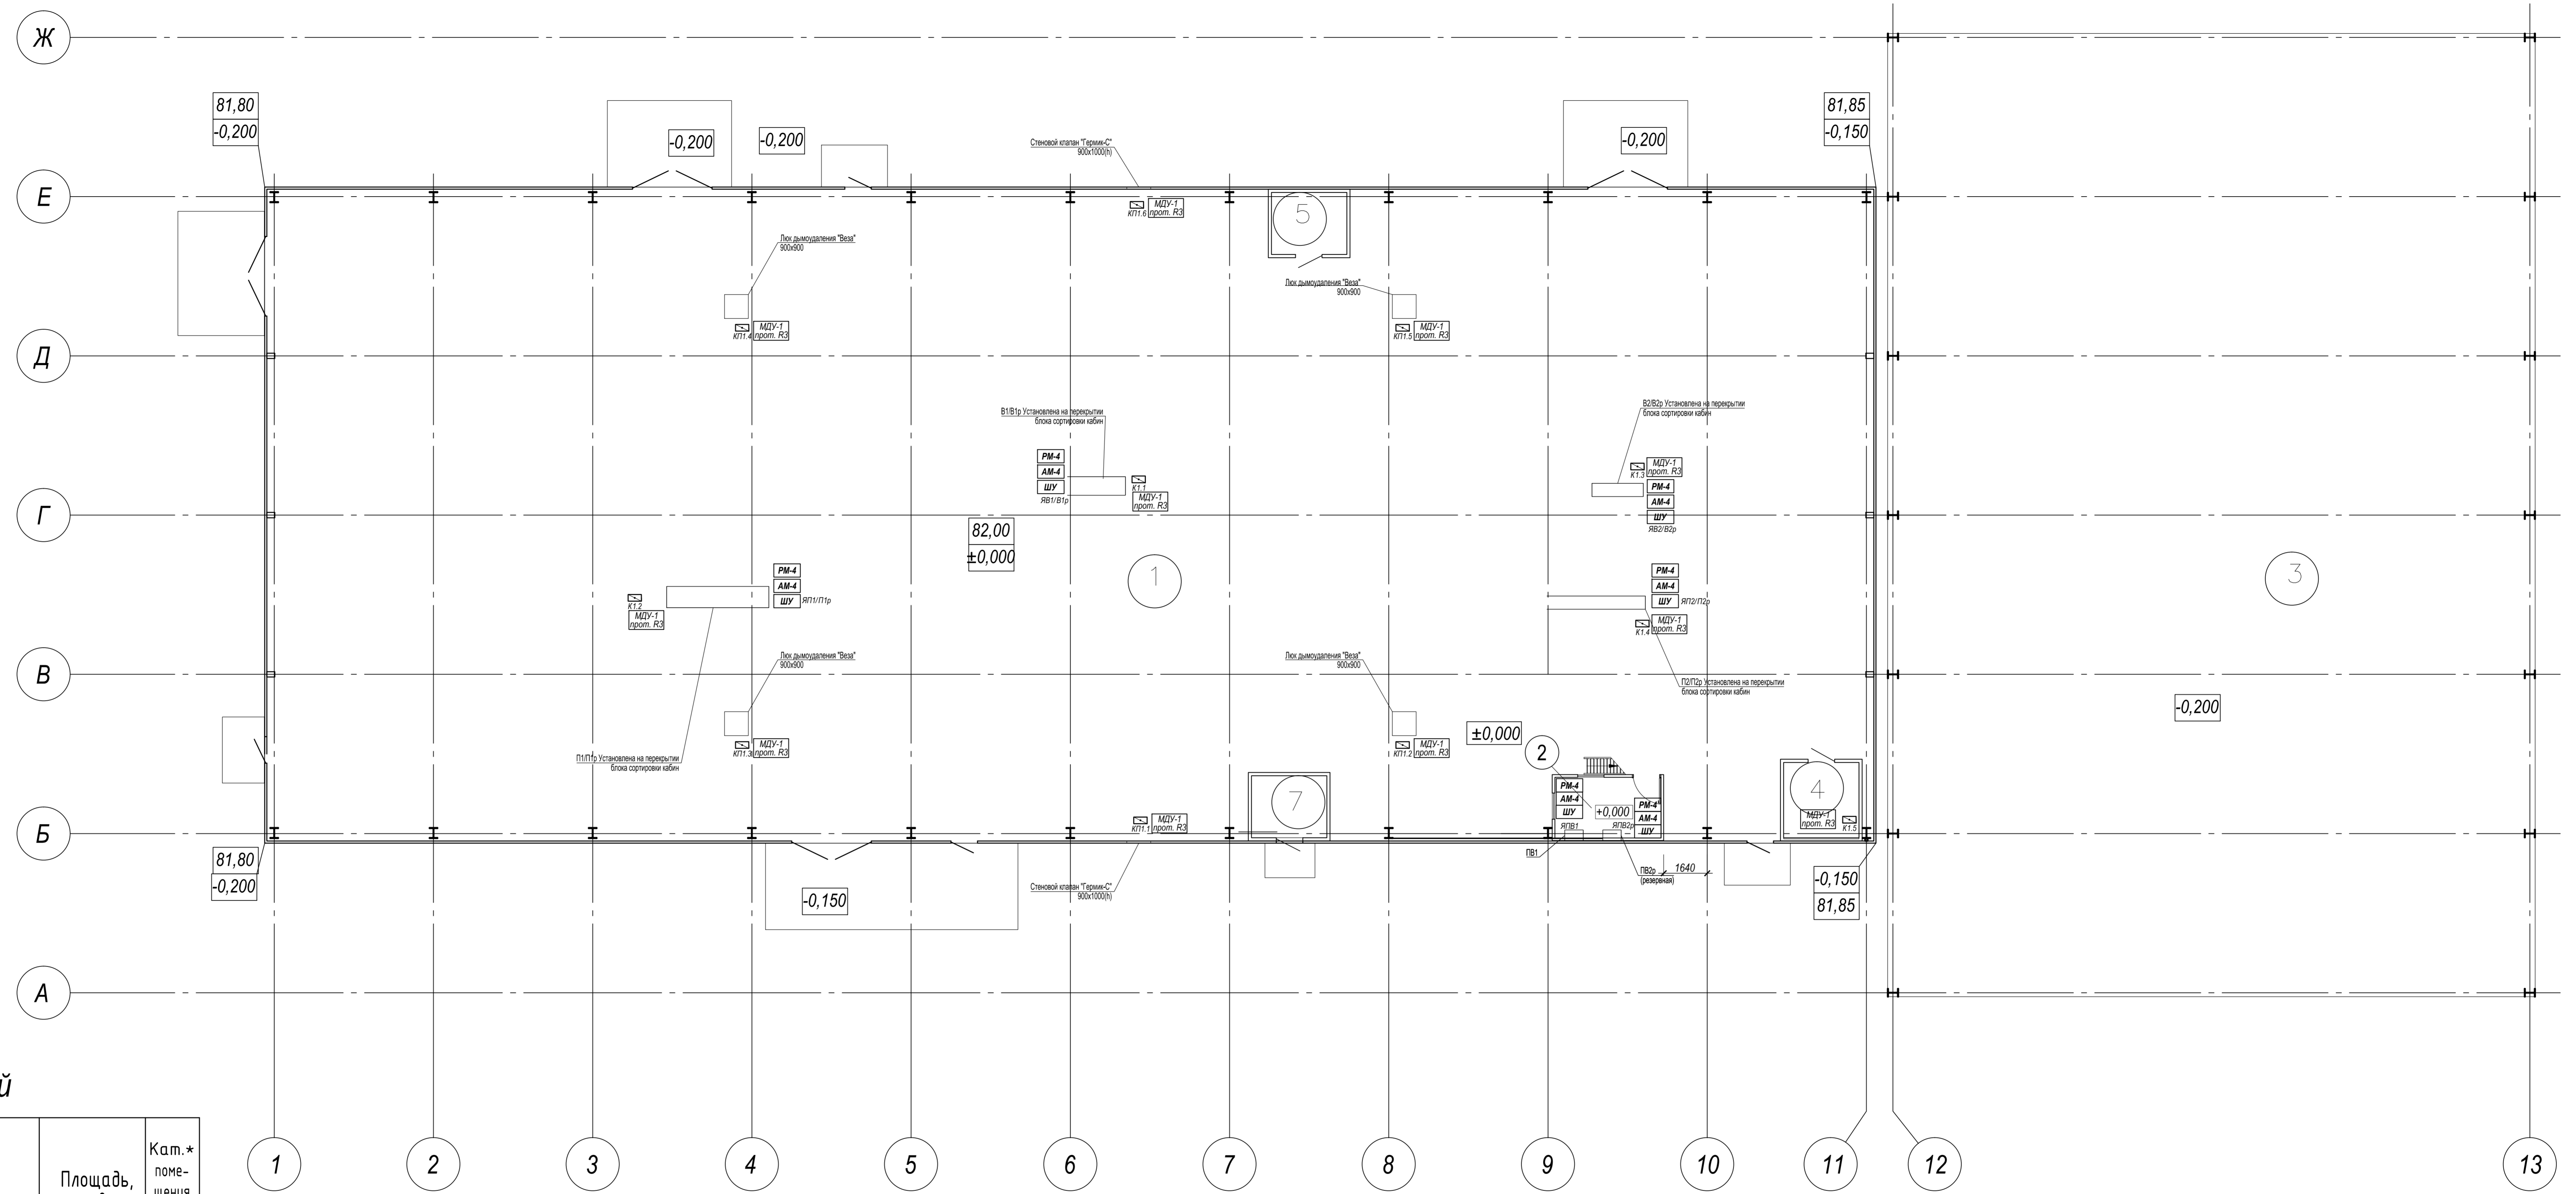 Ж
81,80
-0,200
-0,200
-0,200
-0,200
81,85
-0,150
Стеновой клапан "Гермик-С"
900х1000(h)
Е
КП1.6
МДУ-1
прот. R3
5
Люк дымоудаления "Веза"
900х900
Люк дымоудаления "Веза"
900х900
КП1.4
МДУ-1
прот. R3
КП1.5
МДУ-1
прот. R3
Д
В1/В1р Установлена на перекрытии
блока сортировки кабин
В2/В2р Установлена на перекрытии
блока сортировки кабин
РМ-4
АМ-4
ШУ
ЯВ1/В1р
К1.1
МДУ-1
прот. R3
К1.3
МДУ-1
прот. R3
РМ-4
АМ-4
ШУ
ЯВ2/В2р
Г
82,00
±0,000
1
3
К1.2
МДУ-1
прот. R3
РМ-4
АМ-4
ШУ
ЯП1/П1р
РМ-4
АМ-4
ШУ
ЯП2/П2р
К1.4
МДУ-1
прот. R3
Люк дымоудаления "Веза"
900х900
Люк дымоудаления "Веза"
900х900
В
П2/П2р Установлена на перекрытии
блока сортировки кабин
-0,200
КП1.3
МДУ-1
прот. R3
КП1.2
МДУ-1
прот. R3
±0,000
2
П1/П1р Установлена на перекрытии
блока сортировки кабин
7
РМ-4
АМ-4
ШУ
ЯПВ1
+0,000
РМ-4
АМ-4
ШУ
ЯПВ2р
4
МДУ-1
прот. R3
К1.5
КП1.1
МДУ-1
прот. R3
Б
81,80
-0,200
-0,150
Стеновой клапан "Гермик-С"
900х1000(h)
ПВ1
ПВ2р
(резервная)
1640
-0,150
81,85
А
й
Площадь,
Кат.*
поме-
щения
1
2
3
4
5
6
7
8
9
10
11
12
13